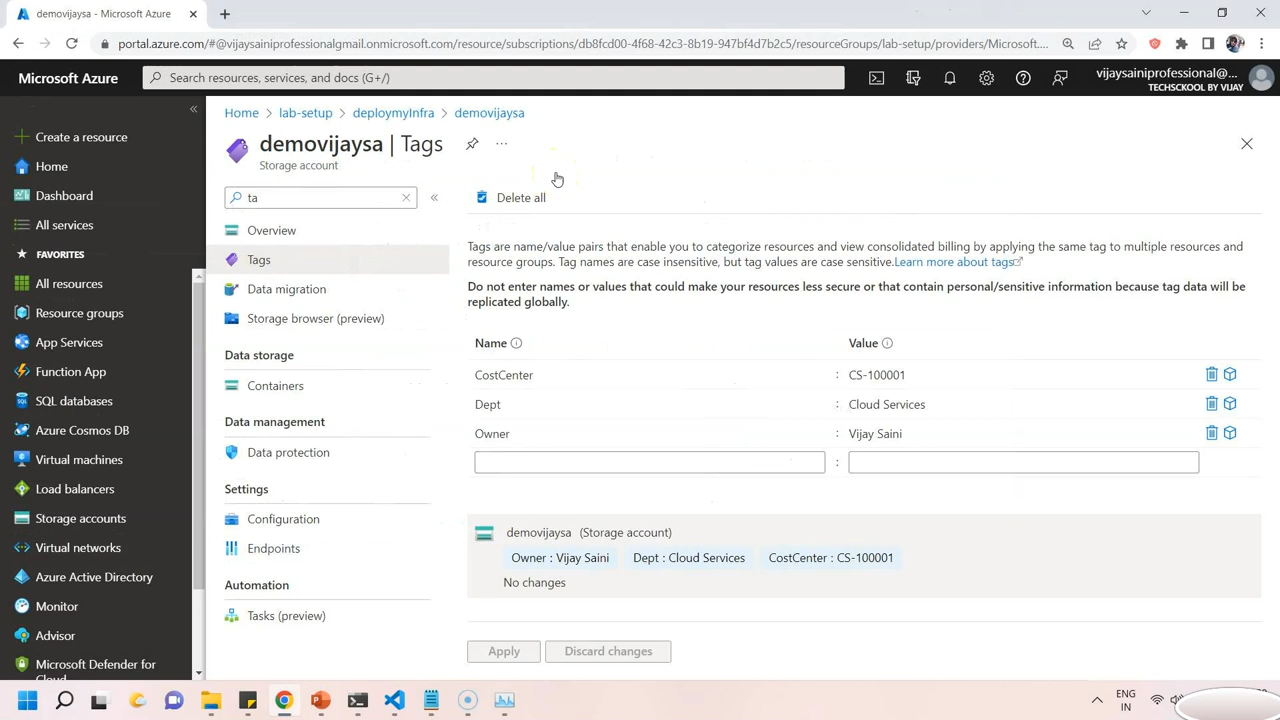 demovijaysa - Microsoft Azure
portal.azure.com/#@vijaysainiprofessionalgmail.onmicrosoft.com/resource/subscriptions/db8fcd00-4f68-42c3-8b19-947bf4d7b2c5/resourceGroups/lab-setup/providers/Microsoft....
Microsoft Azure
Search resources, services, and docs (G+/)
vijaysainiprofessional@...
TECHSCKOOL BY VIJAY
Create a resource
Home
Dashboard
All services
FAVORITES
All resources
Resource groups
App Services
Function App
SQL databases
Azure Cosmos DB
Virtual machines
Load balancers
Storage accounts
Virtual networks
Azure Active Directory
Monitor
Advisor
Microsoft Defender for
Cloud
Home > lab-setup > deploymyInfra > demovijaysa
demovijaysa | Tags
Storage account
ta
Overview
Tags
Data migration
Storage browser (preview)
Data storage
Containers
Data management
Data protection
Settings
Configuration
Endpoints
Automation
Tasks (preview)
Delete all
Tags are name/value pairs that enable you to categorize resources and view consolidated billing by applying the same tag to multiple resources and
resource groups. Tag names are case insensitive, but tag values are case sensitive.Learn more about tags
Do not enter names or values that could make your resources less secure or that contain personal/sensitive information because tag data will be
replicated globally.
Name Value
CostCenter : CS-100001
Dept : Cloud Services
Owner : Vijay Saini
:
demovijaysa (Storage account)
Owner : Vijay Saini Dept : Cloud Services CostCenter : CS-100001
No changes
Apply Discard changes
ENG
IN